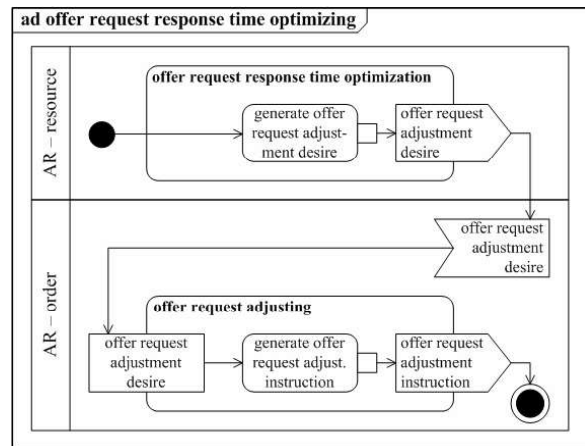 ad offer request response time optimizing
AR – resource
offer request response time optimization
generate offer
request adjust-
ment desire
offer request
adjustment
desire
AR – order
offer request
adjustment
desire
offer request adjusting
offer request
adjustment
desire
generate offer
request adjust.
instruction
offer request
adjustment
instruction